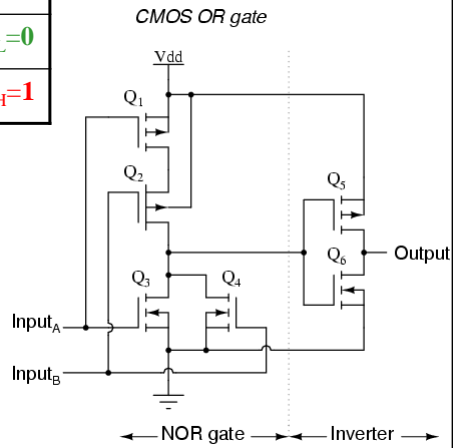 CMOS OR gate
L=0
H=1
Vdd
Q1
Q2
Q5
Q3
Q4
Q6
Output
InputA
InputB
NOR gate
Inverter